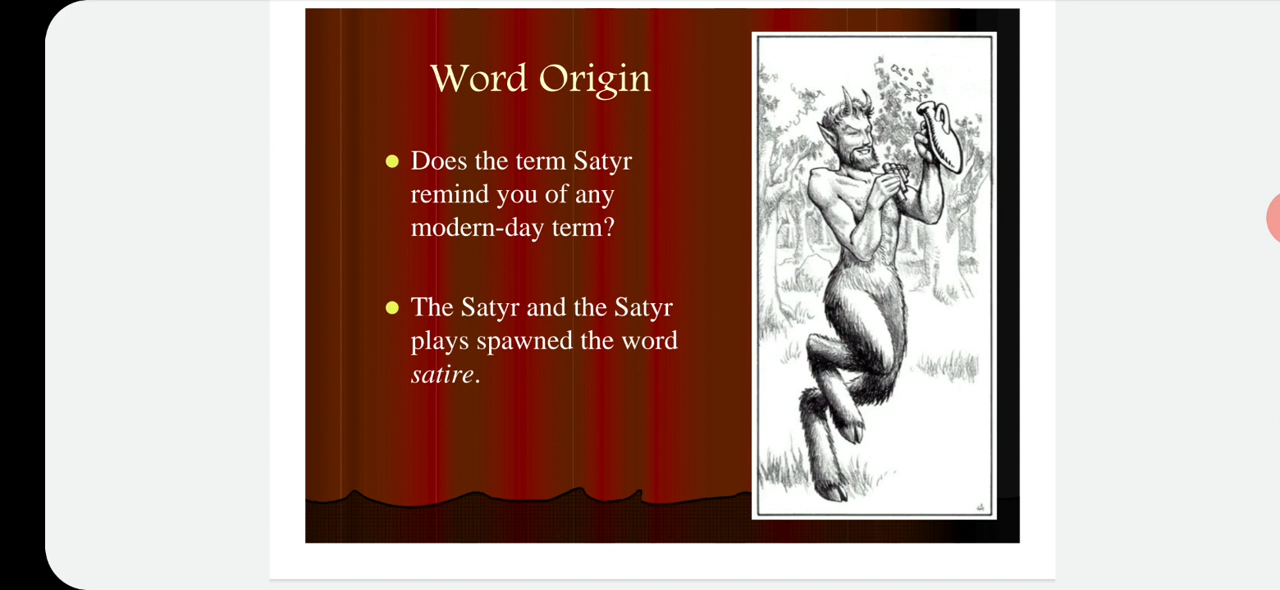 Word Origin
Does the term Satyr
remind you of any
modern-day term?
The Satyr and the Satyr
plays spawned the word
satire.